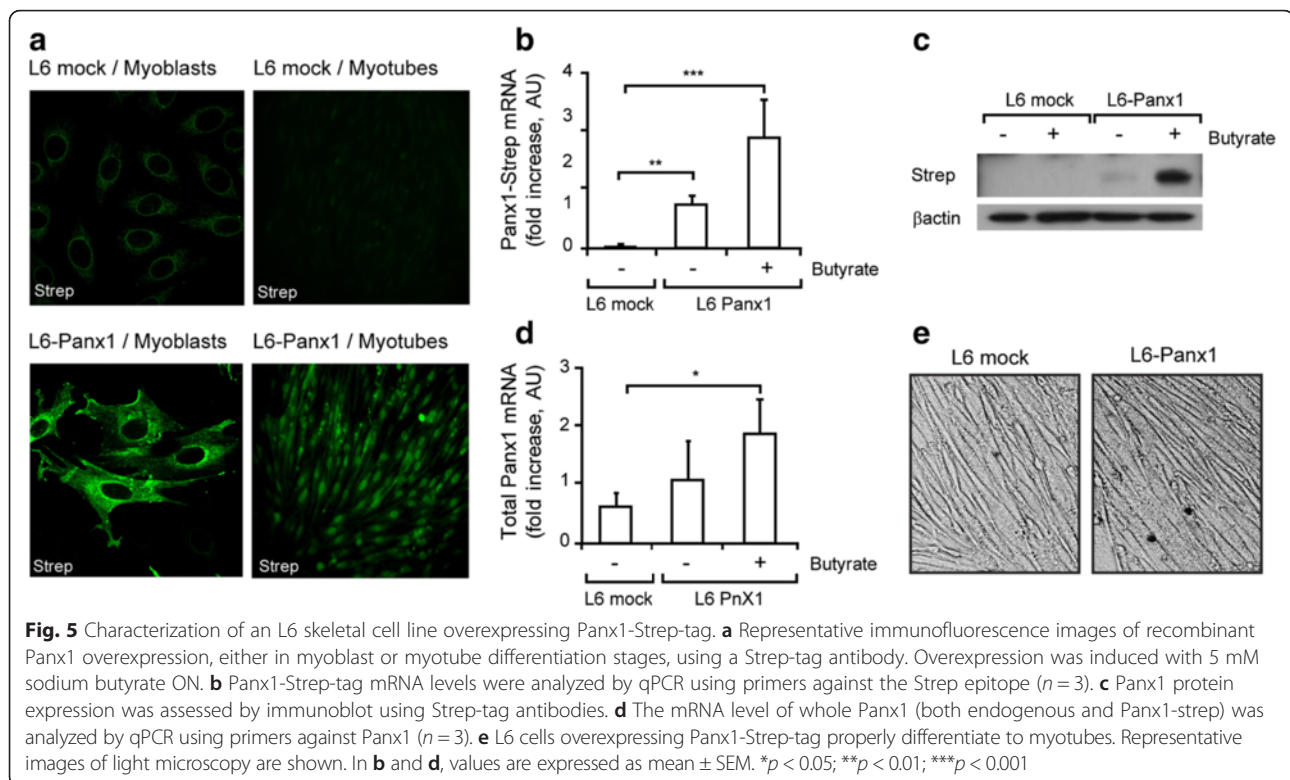 a
L6 mock / Myoblasts
L6 mock / Myotubes
Strep
Strep
L6-Panx1 / Myoblasts
L6-Panx1 / Myotubes
Strep
Strep
b
Panx1-Strep mRNA
(fold increase, AU)
4
3
2
1
0
**
***
- - + Butyrate
L6 mock L6 Panx1
c
L6 mock L6-Panx1
- + - + Butyrate
Strep
βactin
d
Total Panx1 mRNA
(fold increase, AU)
3
2
1
0
*
- - + Butyrate
L6 mock L6 PnX1
e
L6 mock L6-Panx1
Fig. 5 Characterization of an L6 skeletal cell line overexpressing Panx1-Strep-tag. a Representative immunofluorescence images of recombinant
Panx1 overexpression, either in myoblast or myotube differentiation stages, using a Strep-tag antibody. Overexpression was induced with 5 mM
sodium butyrate ON. b Panx1-Strep-tag mRNA levels were analyzed by qPCR using primers against the Strep epitope (n = 3). c Panx1 protein
expression was assessed by immunoblot using Strep-tag antibodies. d The mRNA level of whole Panx1 (both endogenous and Panx1-strep) was
analyzed by qPCR using primers against Panx1 (n = 3). e L6 cells overexpressing Panx1-Strep-tag properly differentiate to myotubes. Representative
images of light microscopy are shown. In b and d, values are expressed as mean ± SEM. *p < 0.05; **p < 0.01; ***p < 0.001